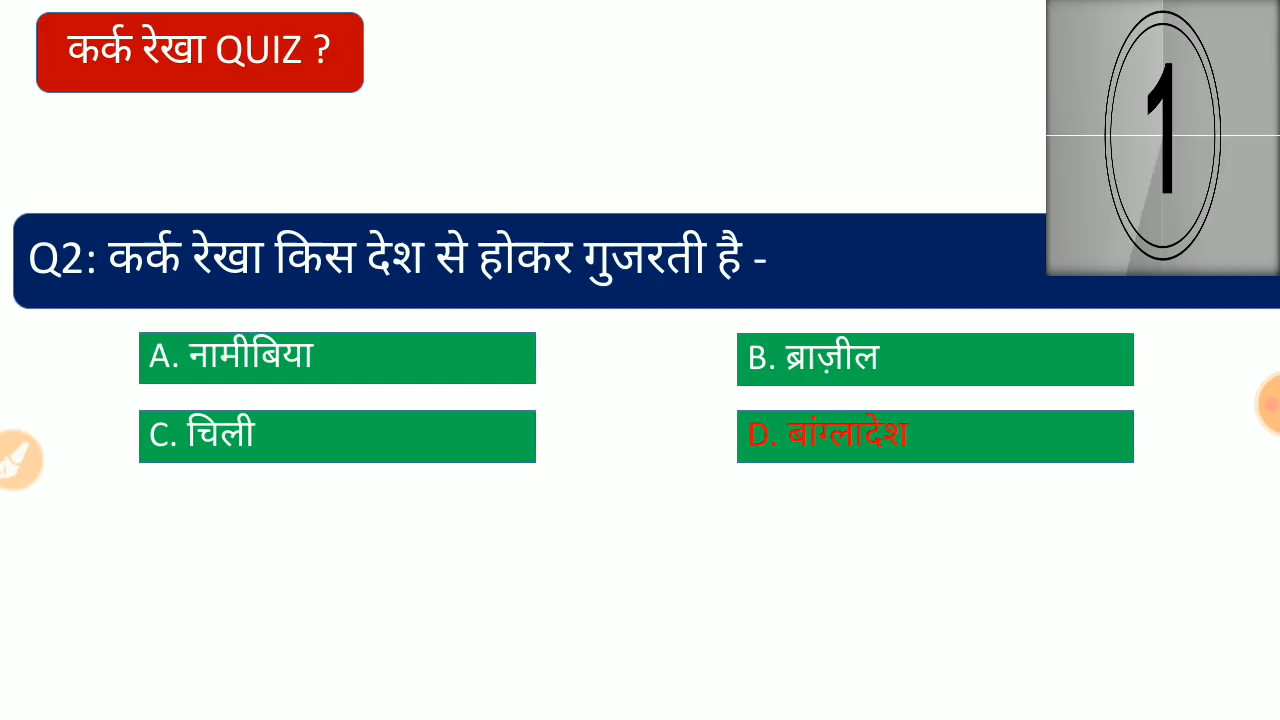 कर्क रेखा QUIZ ?
1
Q2: कर्क रेखा किस देश से होकर गुजरती है -
A. नामीबिया
B. ब्राज़ील
C. चिली
D. बांग्लादेश